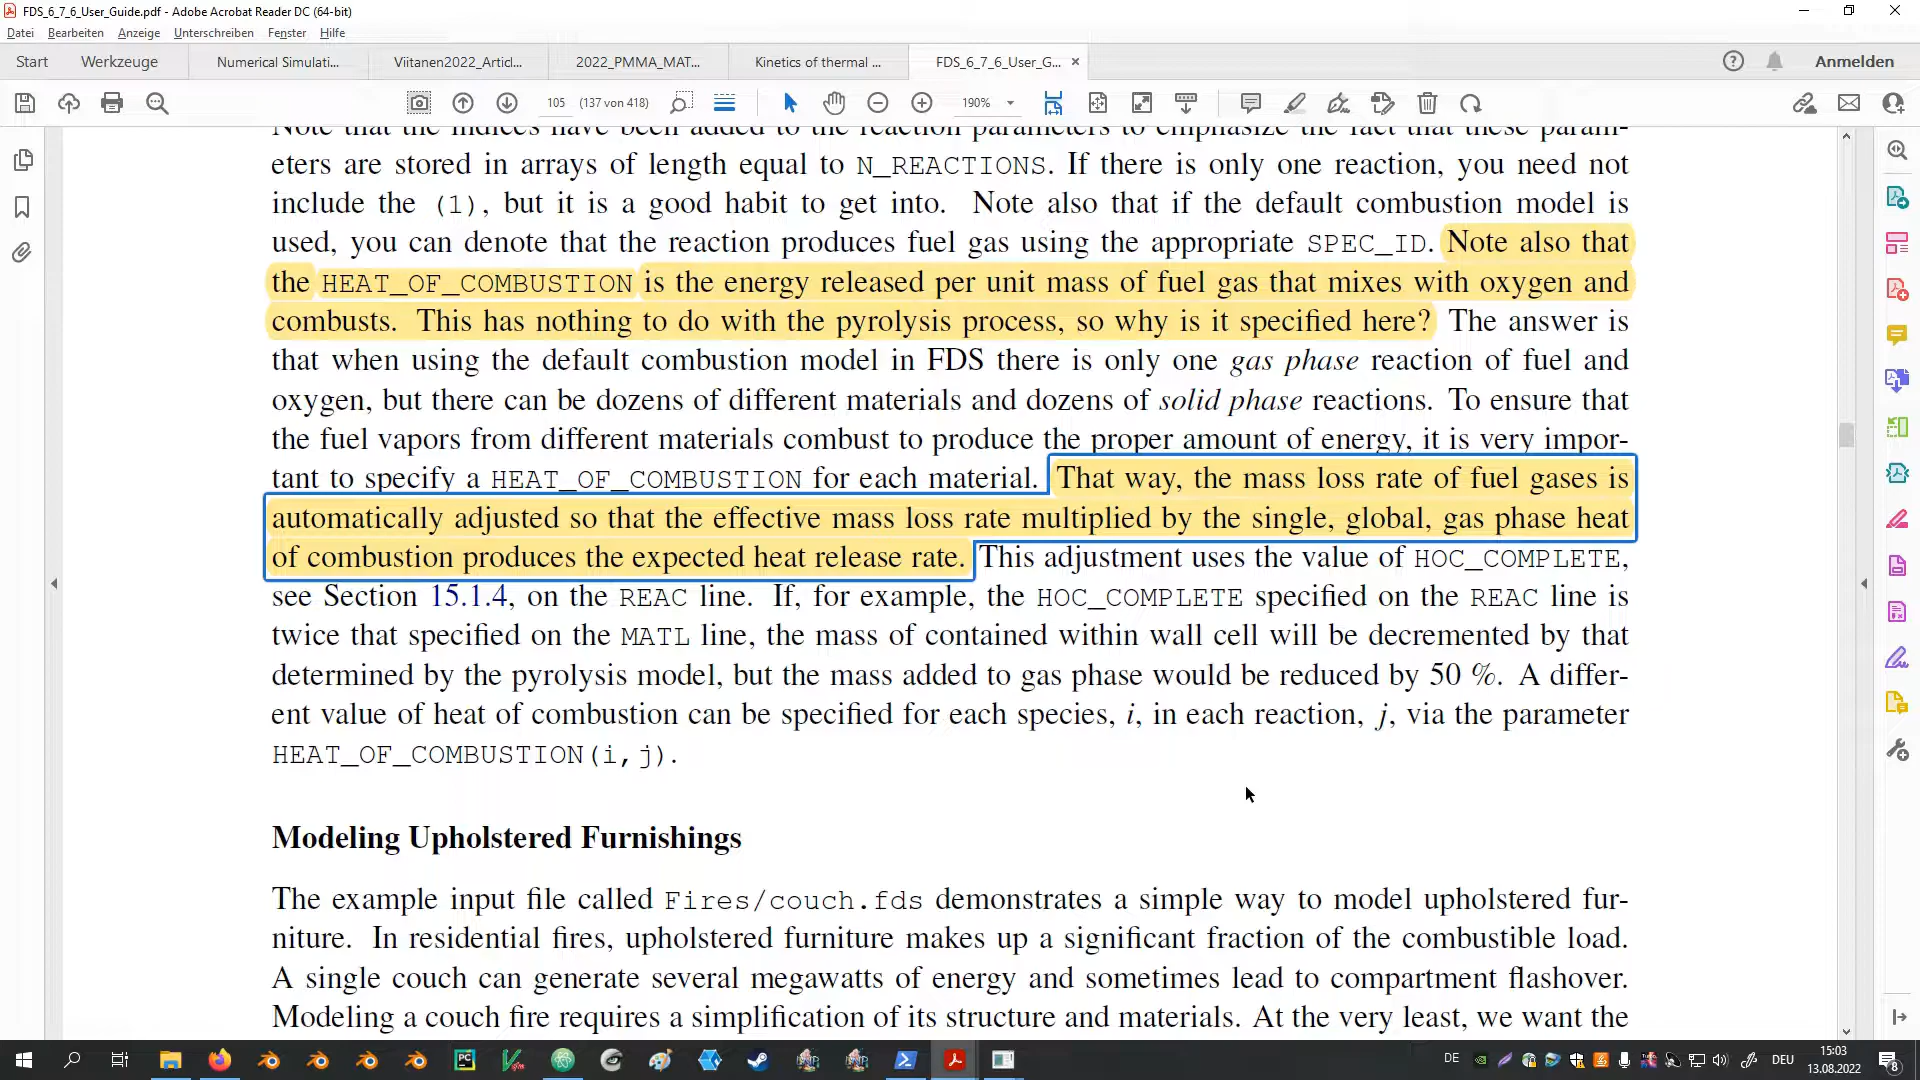 FDS_6_7_6_User_Guide.pdf - Adobe Acrobat Reader DC (64-bit)
Datei Bearbeiten Anzeige Unterschreiben Fenster Hilfe
Start Werkzeuge Numerical Simulati... Viitanen2022_Articl... 2022_PMMA_MAT... Kinetics of thermal ... FDS_6_7_6_User_G... Anmelden
105 (137 von 418) 190%
Note that the indices have been added to the reaction parameters to emphasize the fact that these param-
eters are stored in arrays of length equal to N_REACTIONS. If there is only one reaction, you need not
include the (1), but it is a good habit to get into. Note also that if the default combustion model is
used, you can denote that the reaction produces fuel gas using the appropriate SPEC_ID. Note also that
the HEAT_OF_COMBUSTION is the energy released per unit mass of fuel gas that mixes with oxygen and
combusts. This has nothing to do with the pyrolysis process, so why is it specified here? The answer is
that when using the default combustion model in FDS there is only one gas phase reaction of fuel and
oxygen, but there can be dozens of different materials and dozens of solid phase reactions. To ensure that
the fuel vapors from different materials combust to produce the proper amount of energy, it is very impor-
tant to specify a HEAT_OF_COMBUSTION for each material. That way, the mass loss rate of fuel gases is
automatically adjusted so that the effective mass loss rate multiplied by the single, global, gas phase heat
of combustion produces the expected heat release rate. This adjustment uses the value of HOC_COMPLETE,
see Section 15.1.4, on the REAC line. If, for example, the HOC_COMPLETE specified on the REAC line is
twice that specified on the MATL line, the mass of contained within wall cell will be decremented by that
determined by the pyrolysis model, but the mass added to gas phase would be reduced by 50 %. A differ-
ent value of heat of combustion can be specified for each species, i, in each reaction, j, via the parameter
HEAT_OF_COMBUSTION(i,j).
Modeling Upholstered Furnishings
The example input file called Fires/couch.fds demonstrates a simple way to model upholstered fur-
niture. In residential fires, upholstered furniture makes up a significant fraction of the combustible load.
A single couch can generate several megawatts of energy and sometimes lead to compartment flashover.
Modeling a couch fire requires a simplification of its structure and materials. At the very least, we want the
DE DEU 15:03
13.08.2022 8